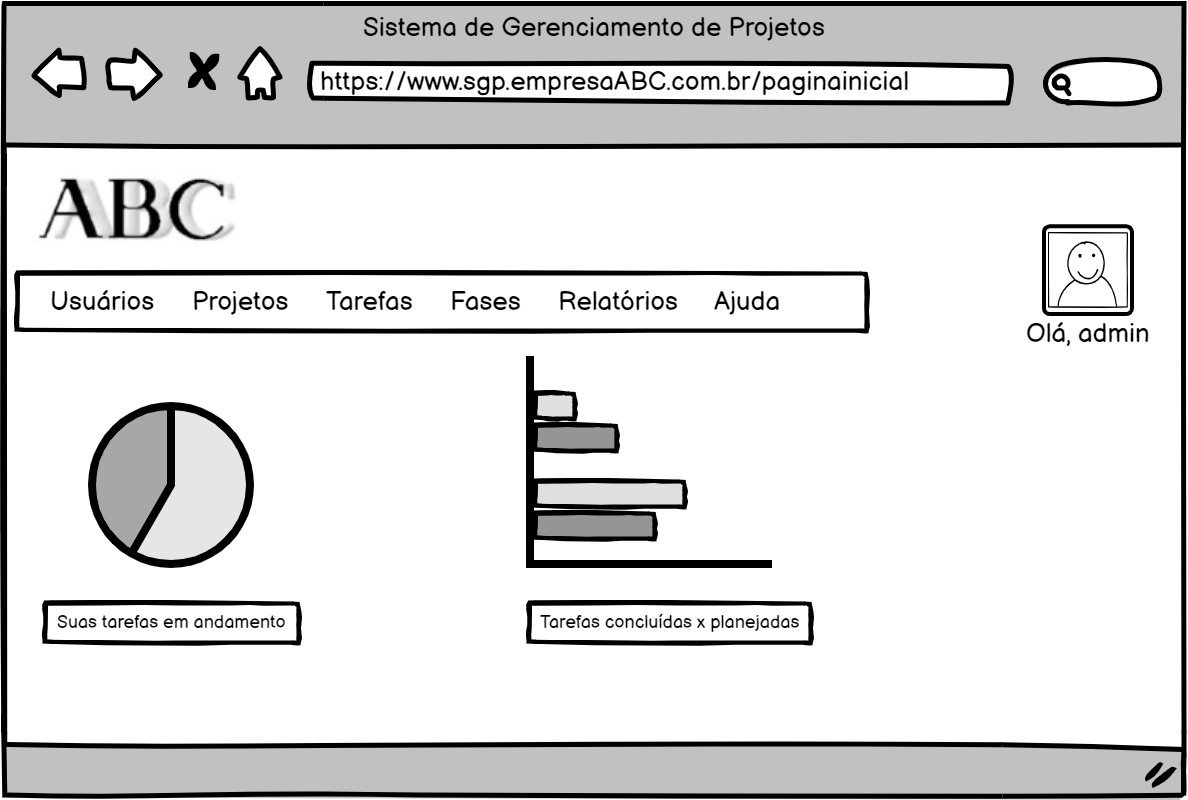 Sistema de Gerenciamento de Projetos
https://www.sgp.empresaABC.com.br/paginainicial
ABC
Usuários Projetos Tarefas Fases Relatórios Ajuda
Olá, admin
Suas tarefas em andamento
Tarefas concluídas x planejadas